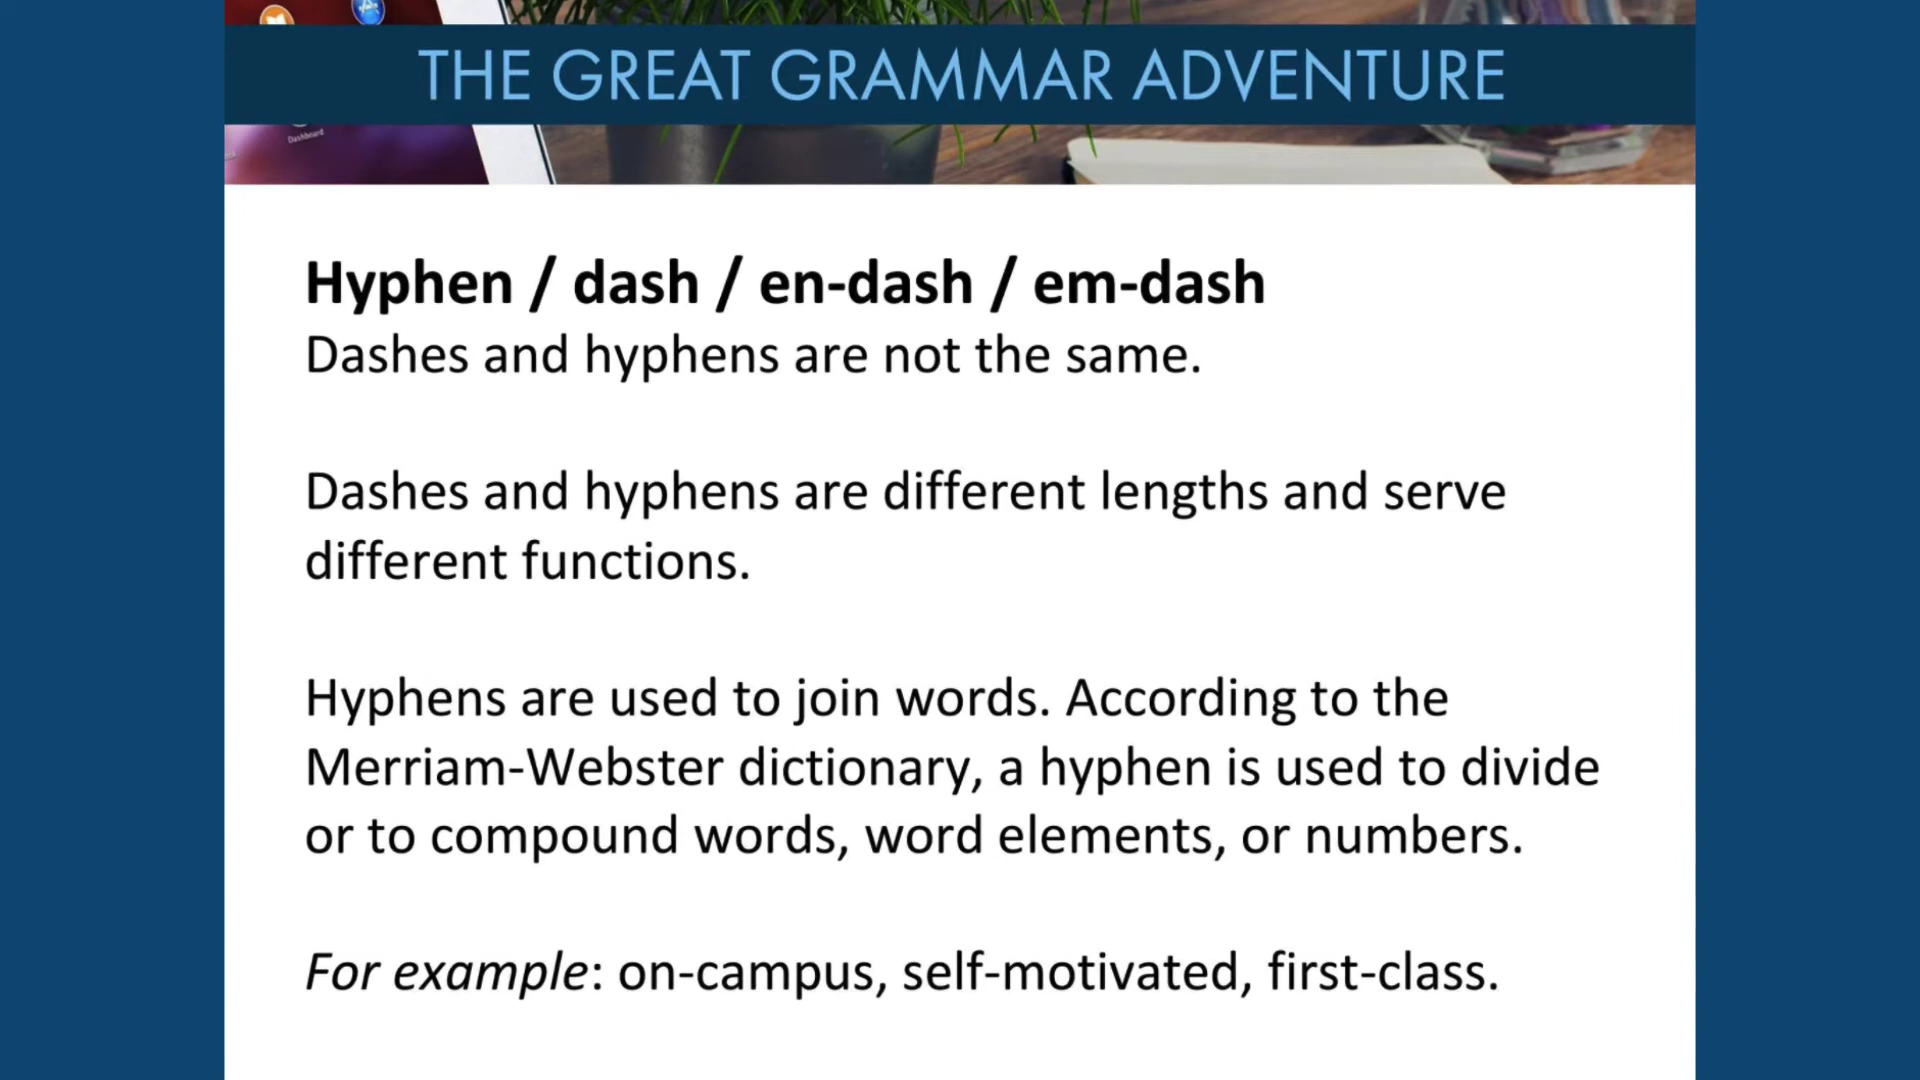 Dashboard
THE GREAT GRAMMAR ADVENTURE
Hyphen / dash / en-dash / em-dash
Dashes and hyphens are not the same.
Dashes and hyphens are different lengths and serve
different functions.
Hyphens are used to join words. According to the
Merriam-Webster dictionary, a hyphen is used to divide
or to compound words, word elements, or numbers.
For example: on-campus, self-motivated, first-class.